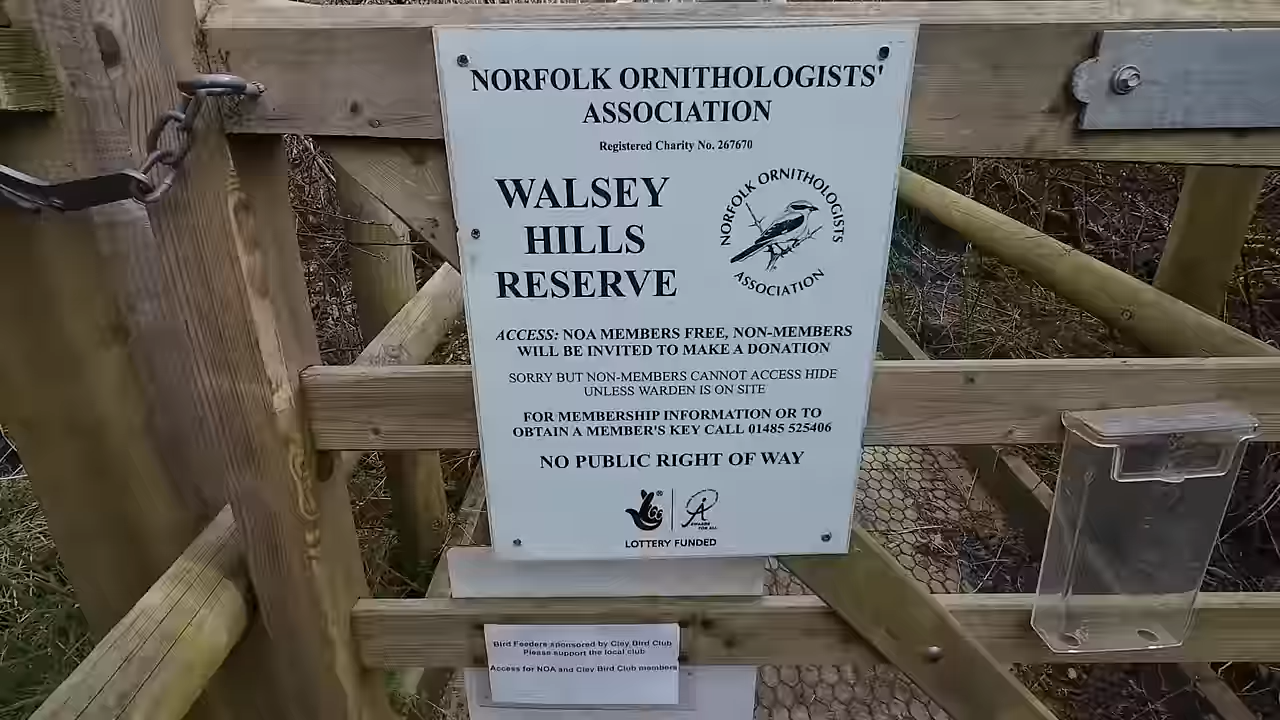 NORFOLK ORNITHOLOGISTS'
ASSOCIATION
Registered Charity No. 267670
WALSEY
HILLS
RESERVE
NORFOLK ORNITHOLOGISTS
ASSOCIATION
ACCESS: NOA MEMBERS FREE, NON-MEMBERS
WILL BE INVITED TO MAKE A DONATION
SORRY BUT NON-MEMBERS CANNOT ACCESS HIDE
UNLESS WARDEN IS ON SITE
FOR MEMBERSHIP INFORMATION OR TO
OBTAIN A MEMBER'S KEY CALL 01485 525406
NO PUBLIC RIGHT OF WAY
AWARDS
FOR ALL
LOTTERY FUNDED
Bird Feeders sponsored by Cley Bird Club
Please support the local club
Access for NOA and Cley Bird Club members